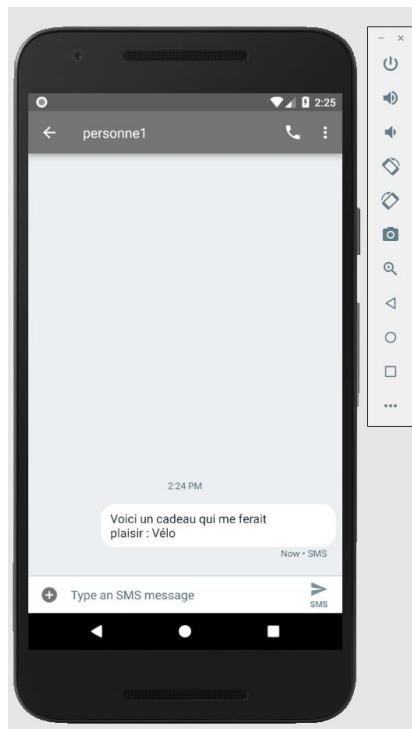 2:25
personne1
2:24 PM
Voici un cadeau qui me ferait
plaisir : Vélo
Now • SMS
Type an SMS message
SMS